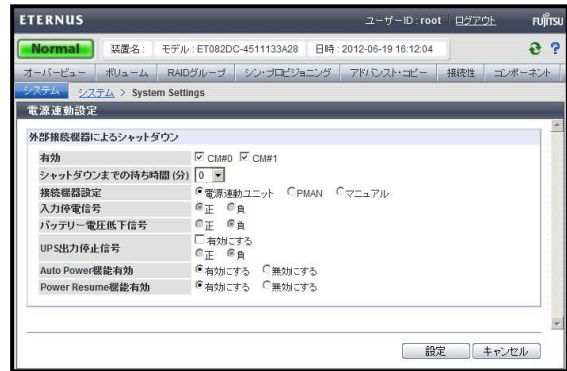 ETERNUS ユーザーID : root ログアウト FUJITSU
Normal 装置名 : モデル : ET082DC-4511133A28 日時 : 2012-06-19 16:12:04 ?
オーバービュー ボリューム RAIDグループ シン・プロビジョニング アドバンスト・コピー 接続性 コンポーネント
システム システム > System Settings
電源連動設定
外部接続機器によるシャットダウン
有効 CM#0 CM#1
シャットダウンまでの待ち時間 (分) 0
接続機器設定 電源連動ユニット PMAN マニュアル
入力停電信号 正 負
バッテリー電圧低下信号 正 負
UPS出力停止信号 有効にする
正 負
Auto Power機能有効 有効にする 無効にする
Power Resume機能有効 有効にする 無効にする
設定 キャンセル